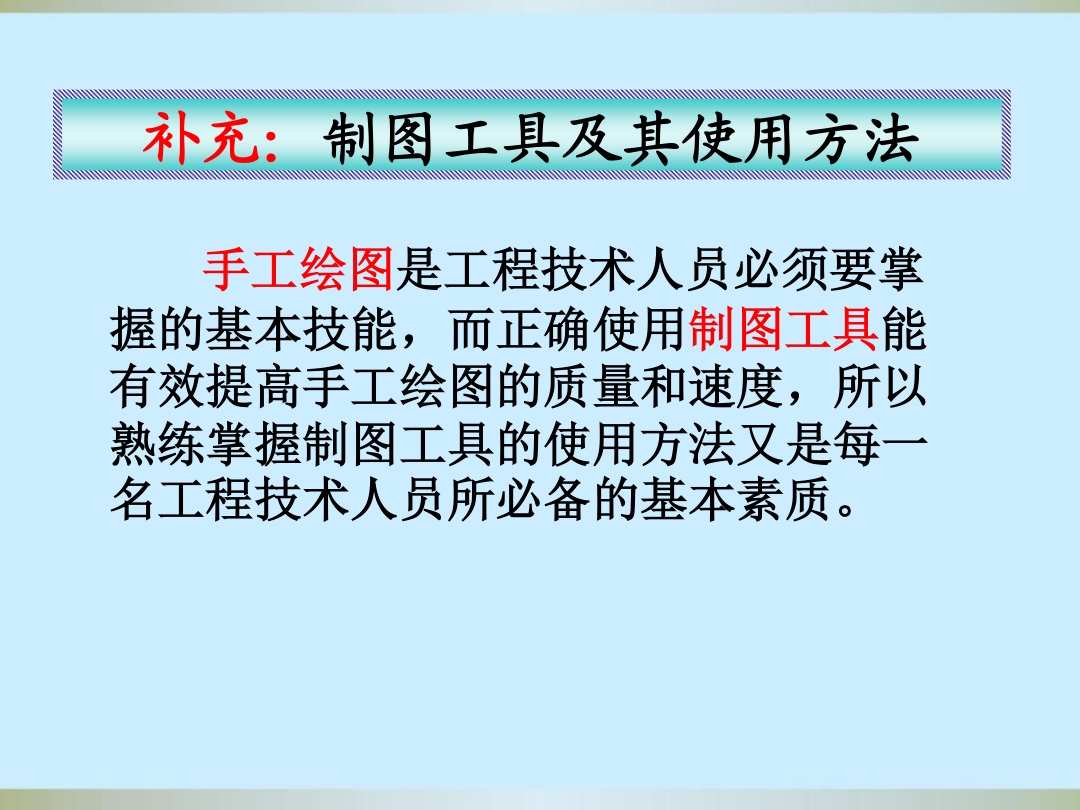 补充：制图工具及其使用方法
手工绘图是工程技术人员必须要掌
握的基本技能，而正确使用制图工具能
有效提高手工绘图的质量和速度，所以
熟练掌握制图工具的使用方法又是每一
名工程技术人员所必备的基本素质。